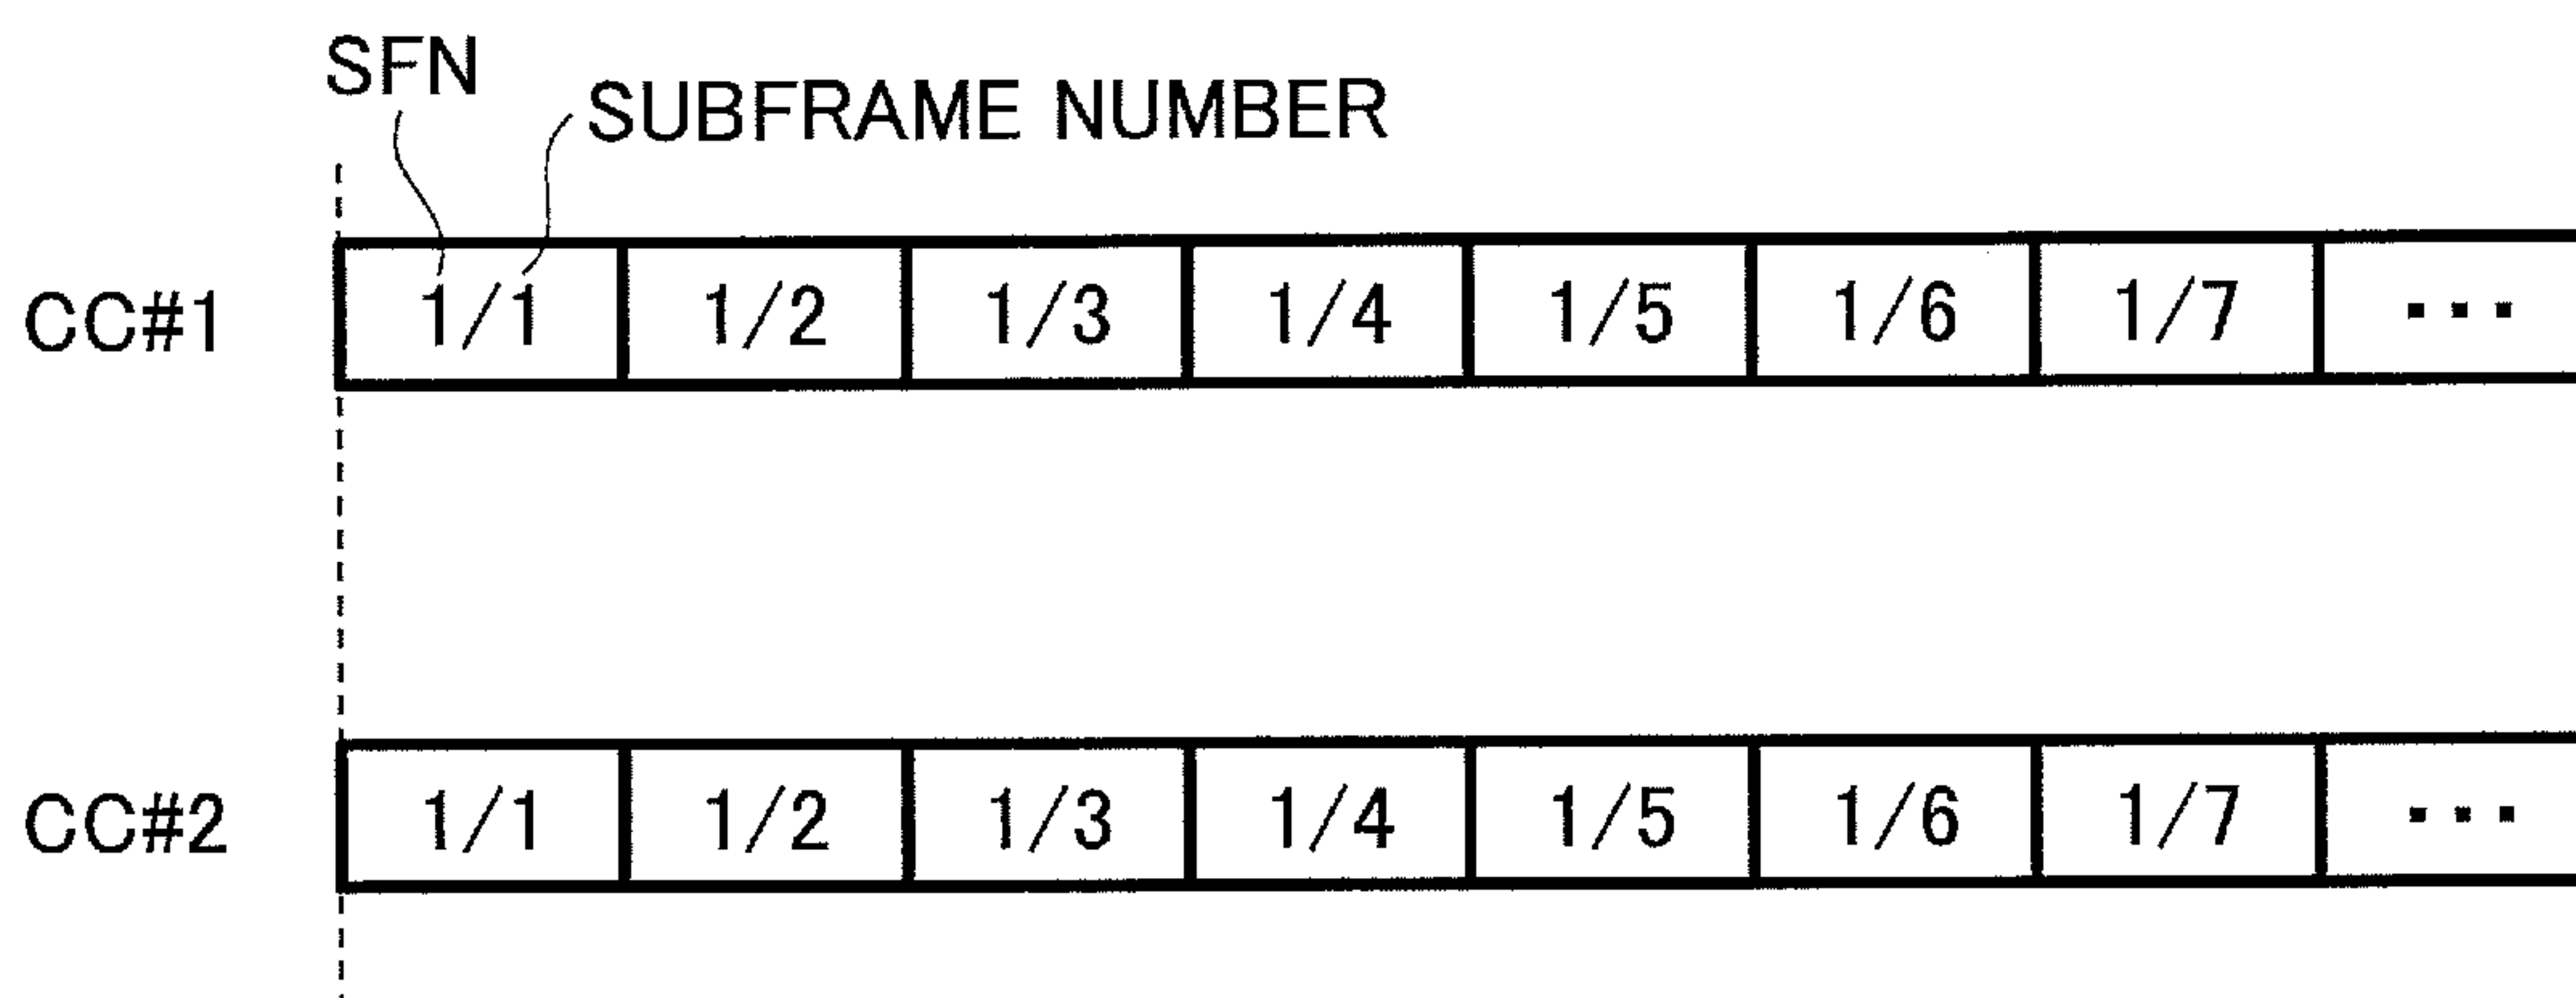 SFN
SUBFRAME NUMBER
CC#1 1/1 1/2 1/3 1/4 1/5 1/6 1/7 ···
CC#2 1/1 1/2 1/3 1/4 1/5 1/6 1/7 ···